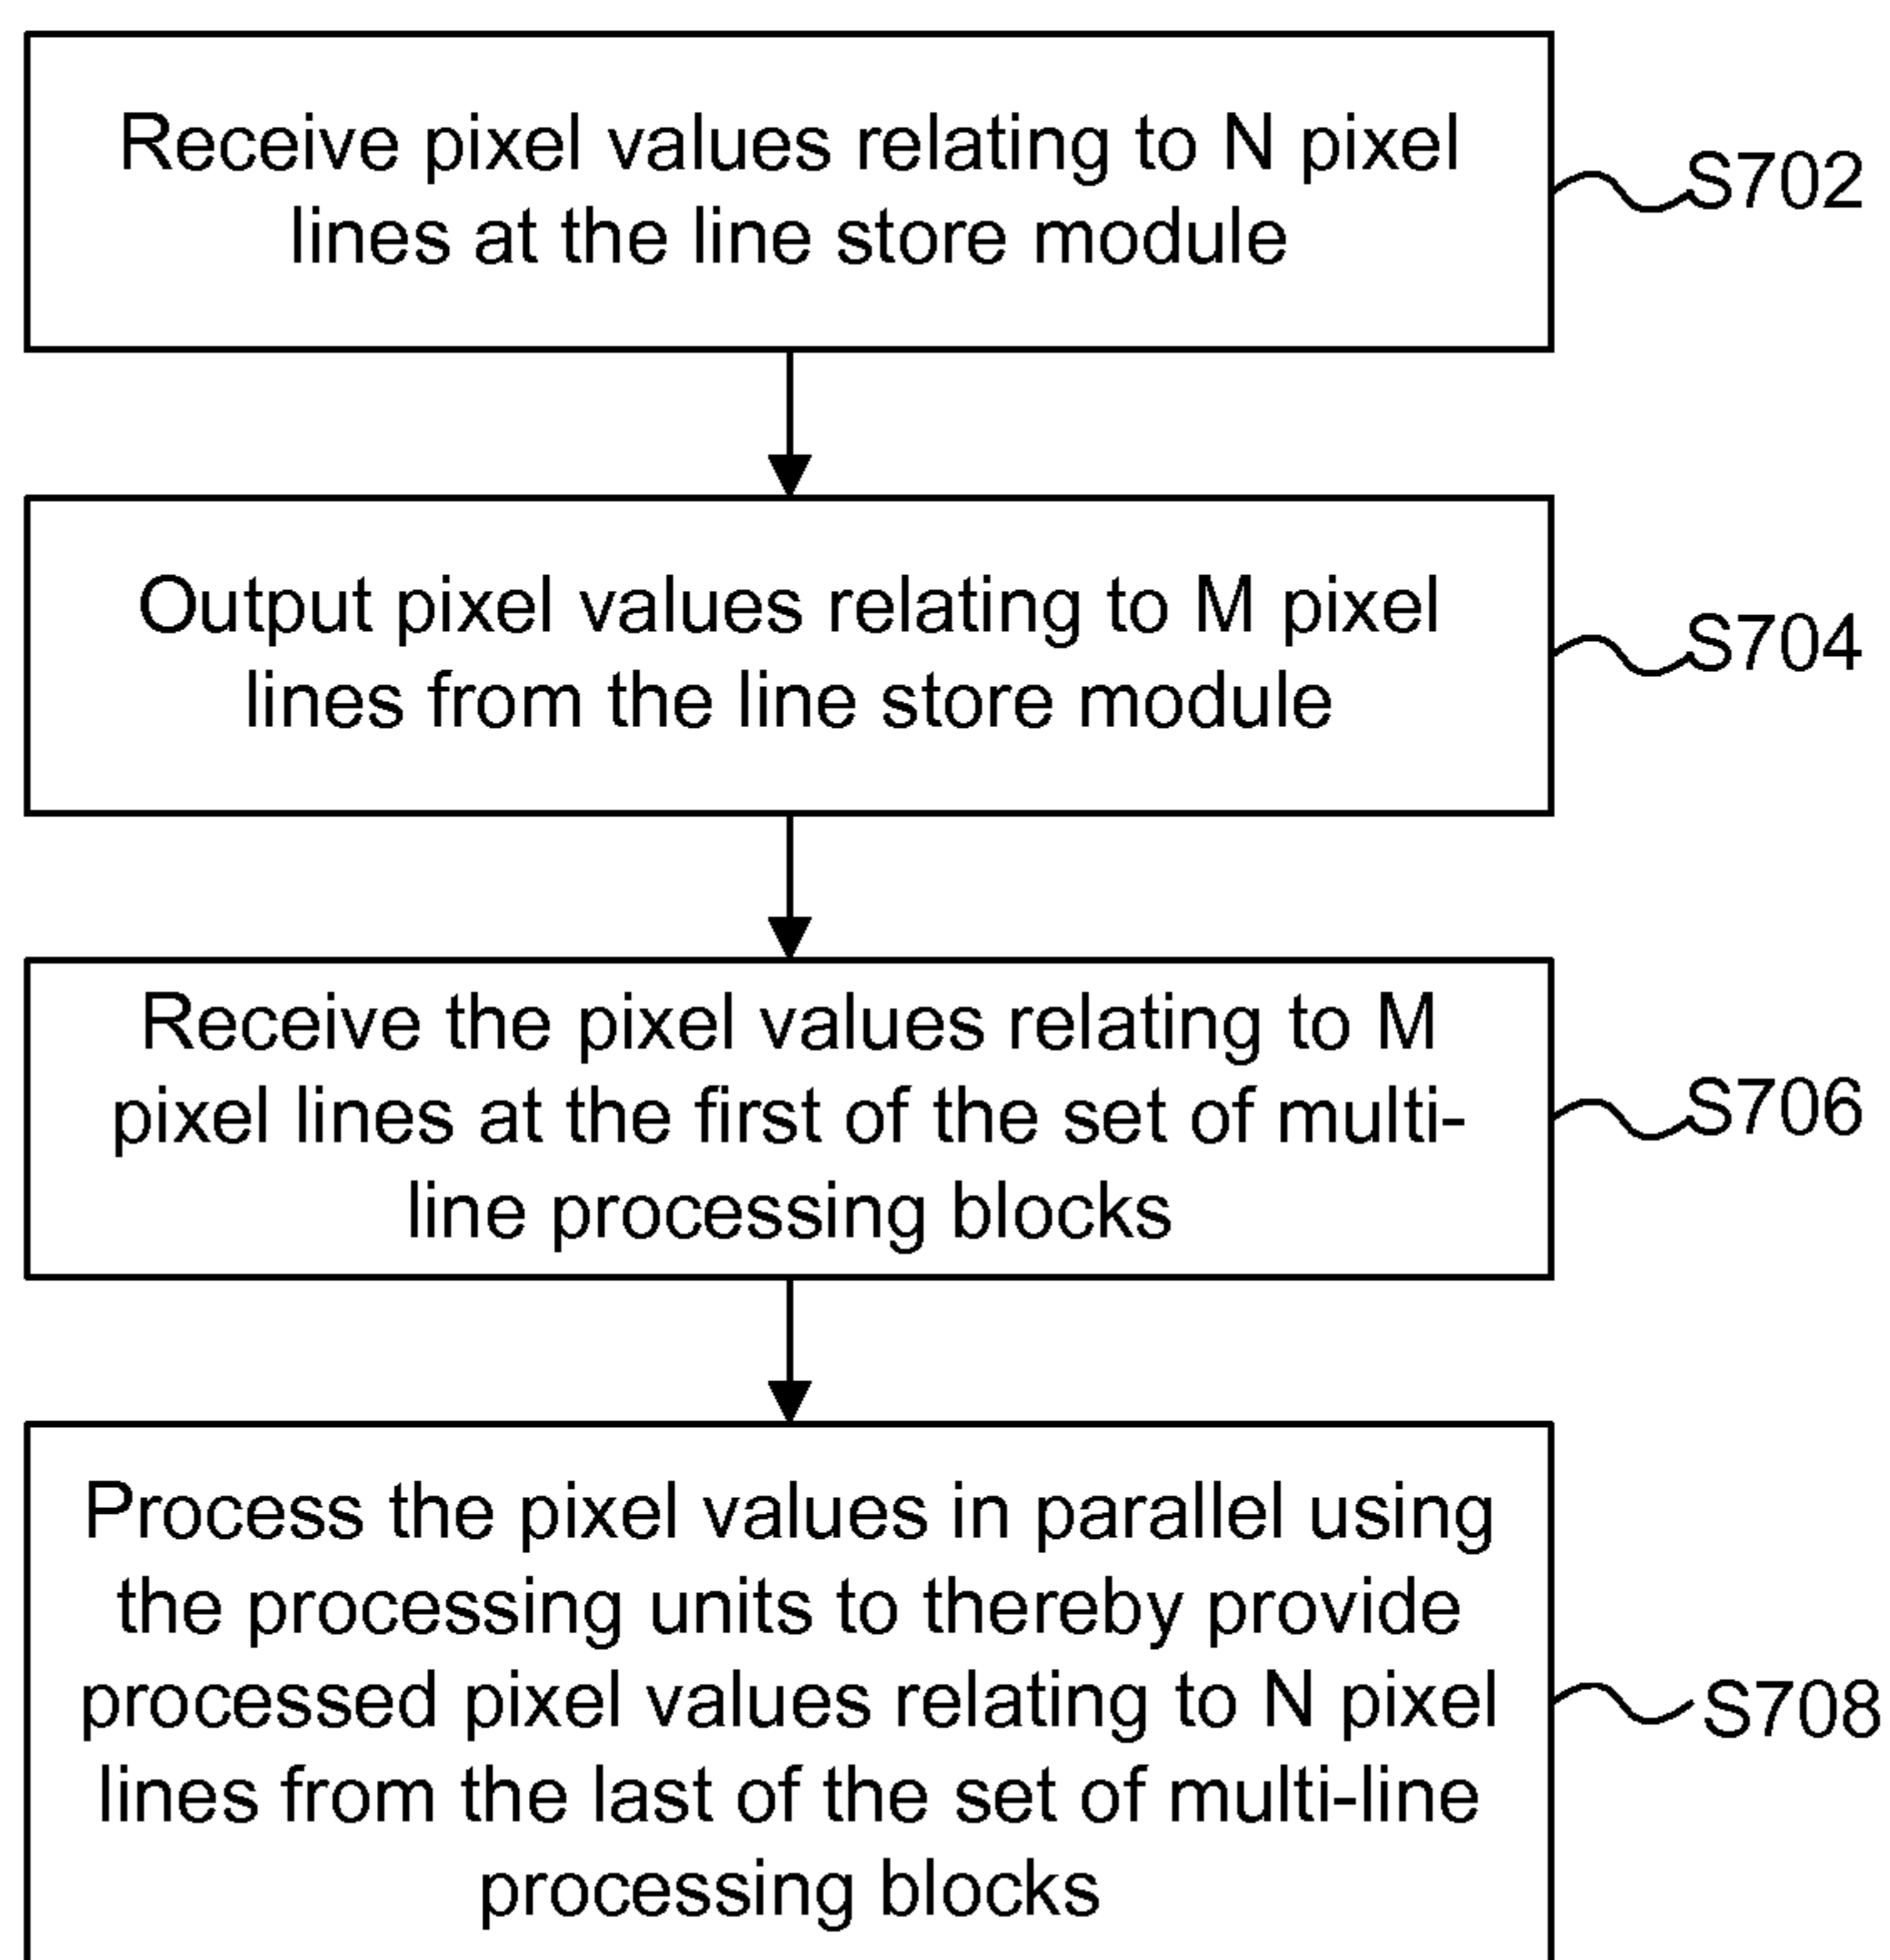 Receive pixel values relating to N pixel
lines at the line store module
S702
Output pixel values relating to M pixel
lines from the line store module
S704
Receive the pixel values relating to M
pixel lines at the first of the set of multi-
line processing blocks
S706
Process the pixel values in parallel using
the processing units to thereby provide
processed pixel values relating to N pixel
lines from the last of the set of multi-line
processing blocks
S708